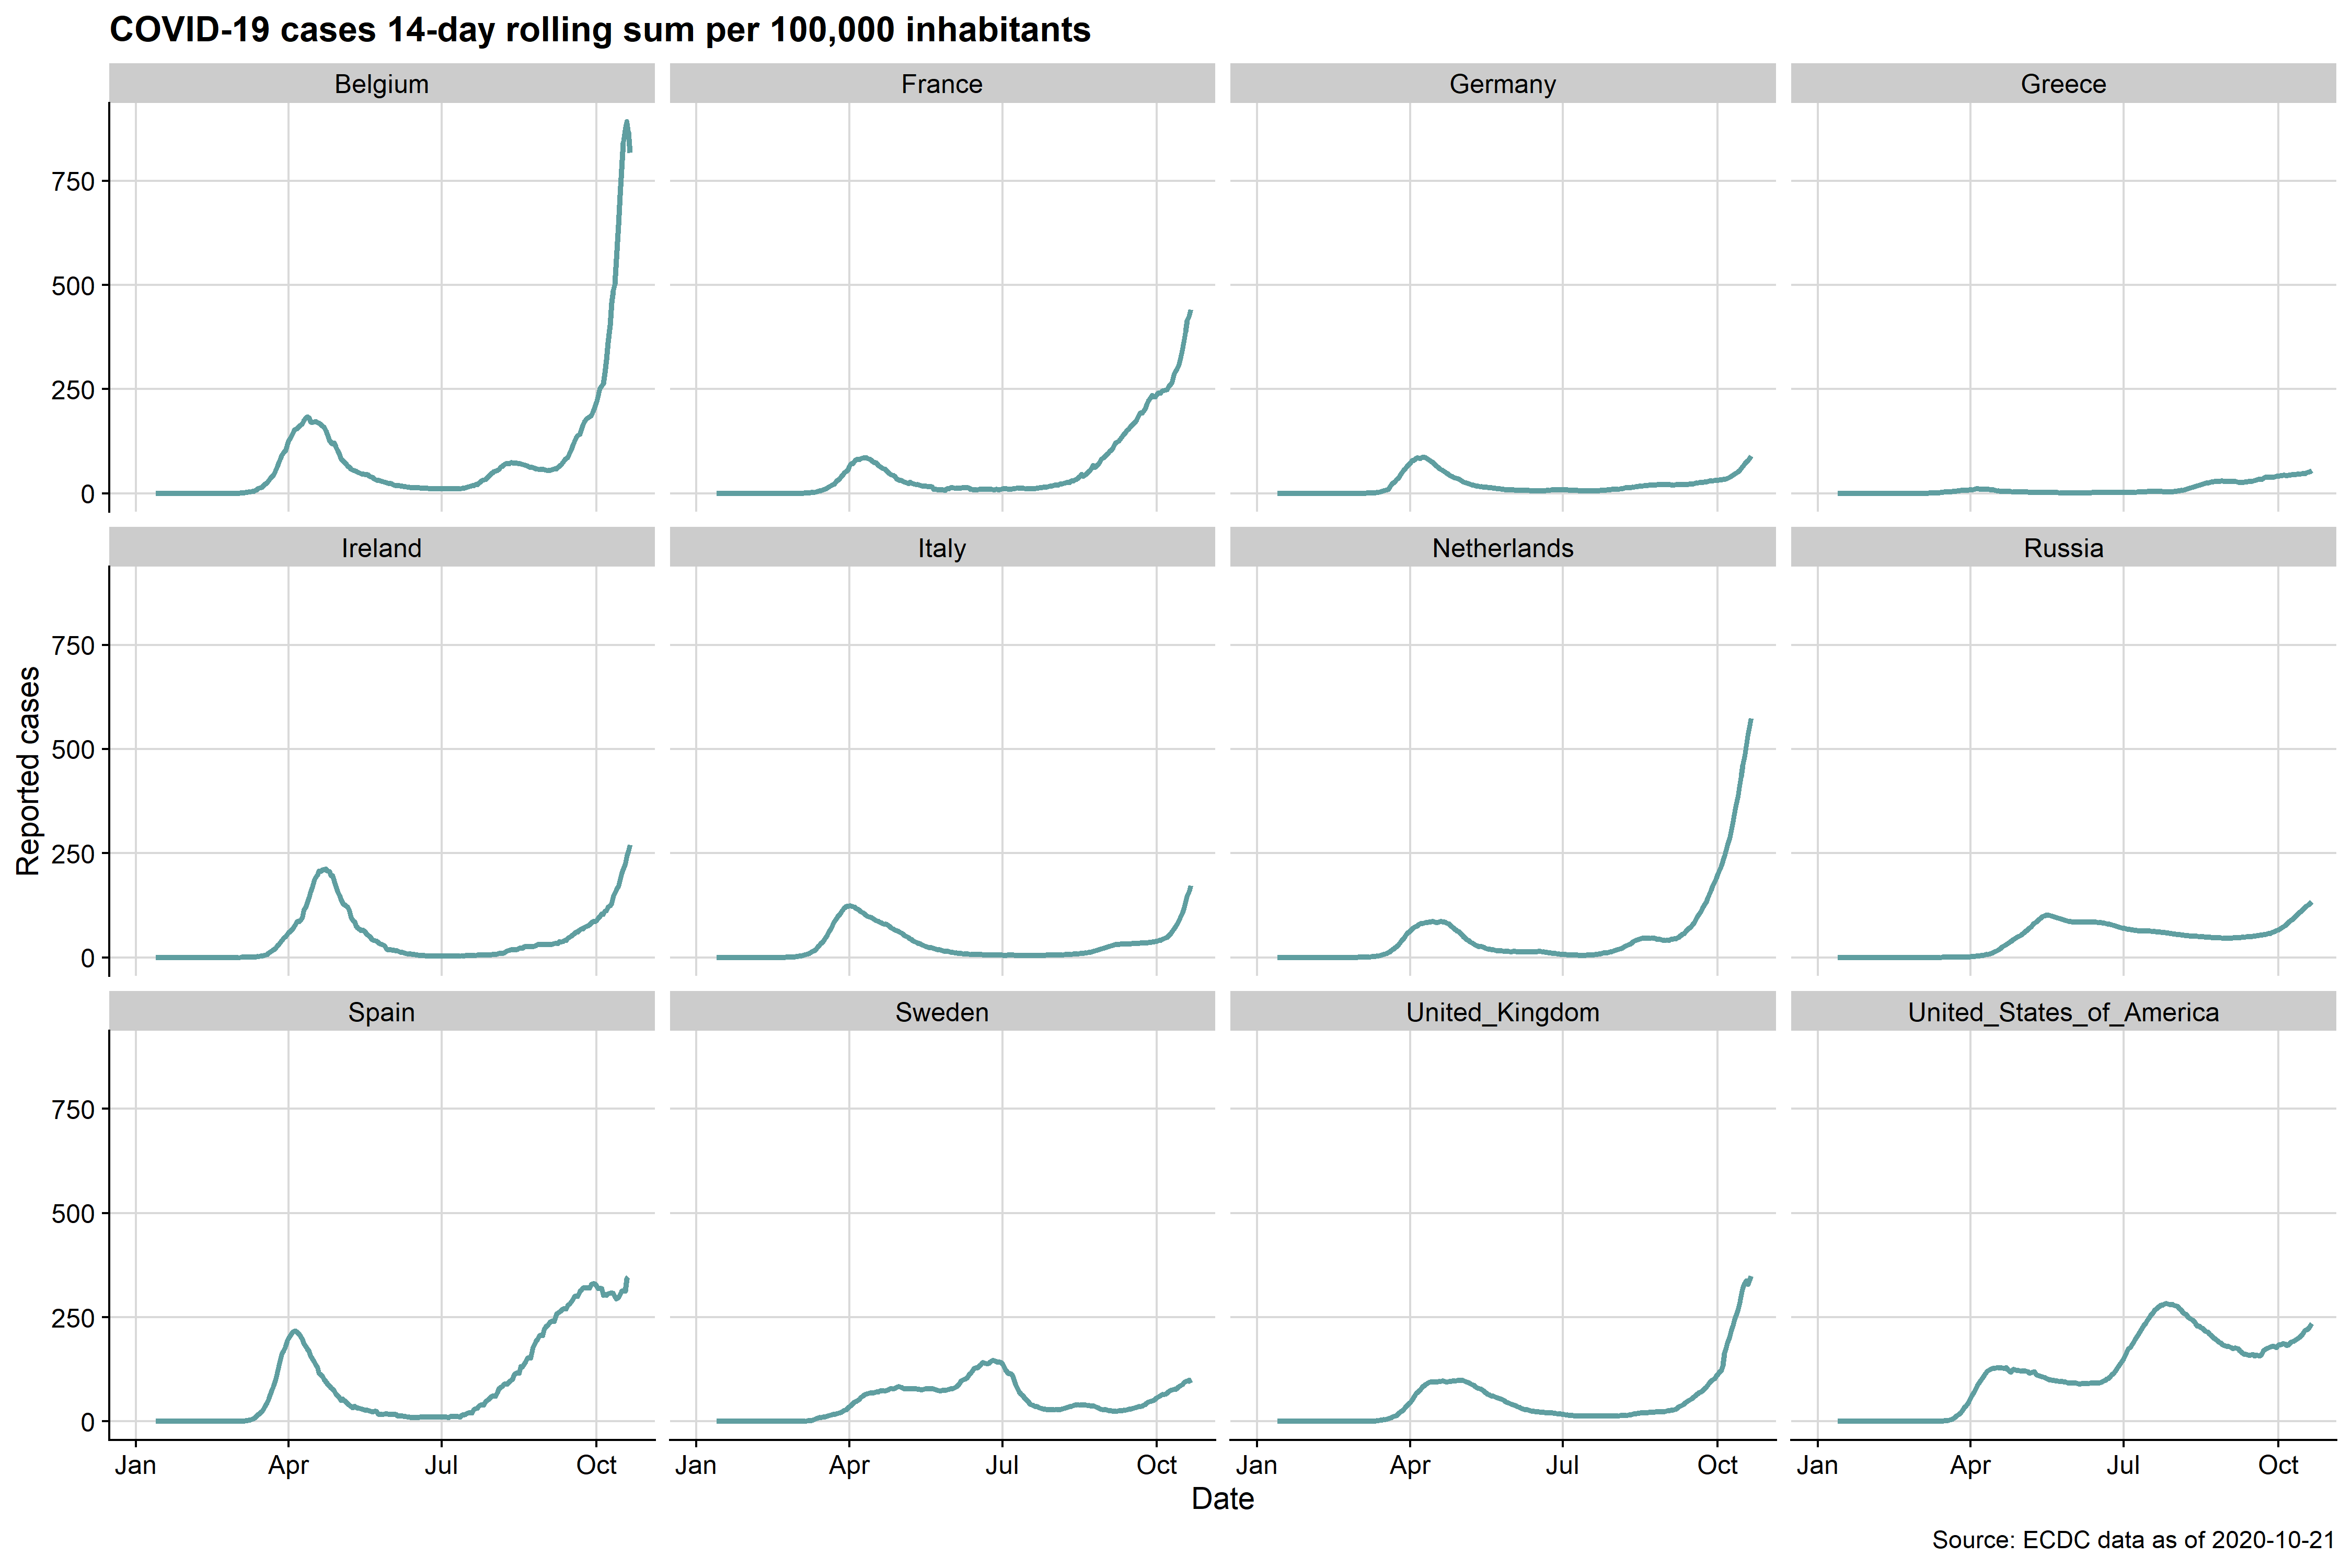 COVID-19 cases 14-day rolling sum per 100,000 inhabitants
Belgium France Germany Greece
750
500
250
0
Ireland Italy Netherlands Russia
750
500
250
0
Reported cases
Spain Sweden United_Kingdom United_States_of_America
750
500
250
0
Jan Apr Jul Oct Jan Apr Jul Oct Jan Apr Jul Oct Jan Apr Jul Oct
Date
Source: ECDC data as of 2020-10-21